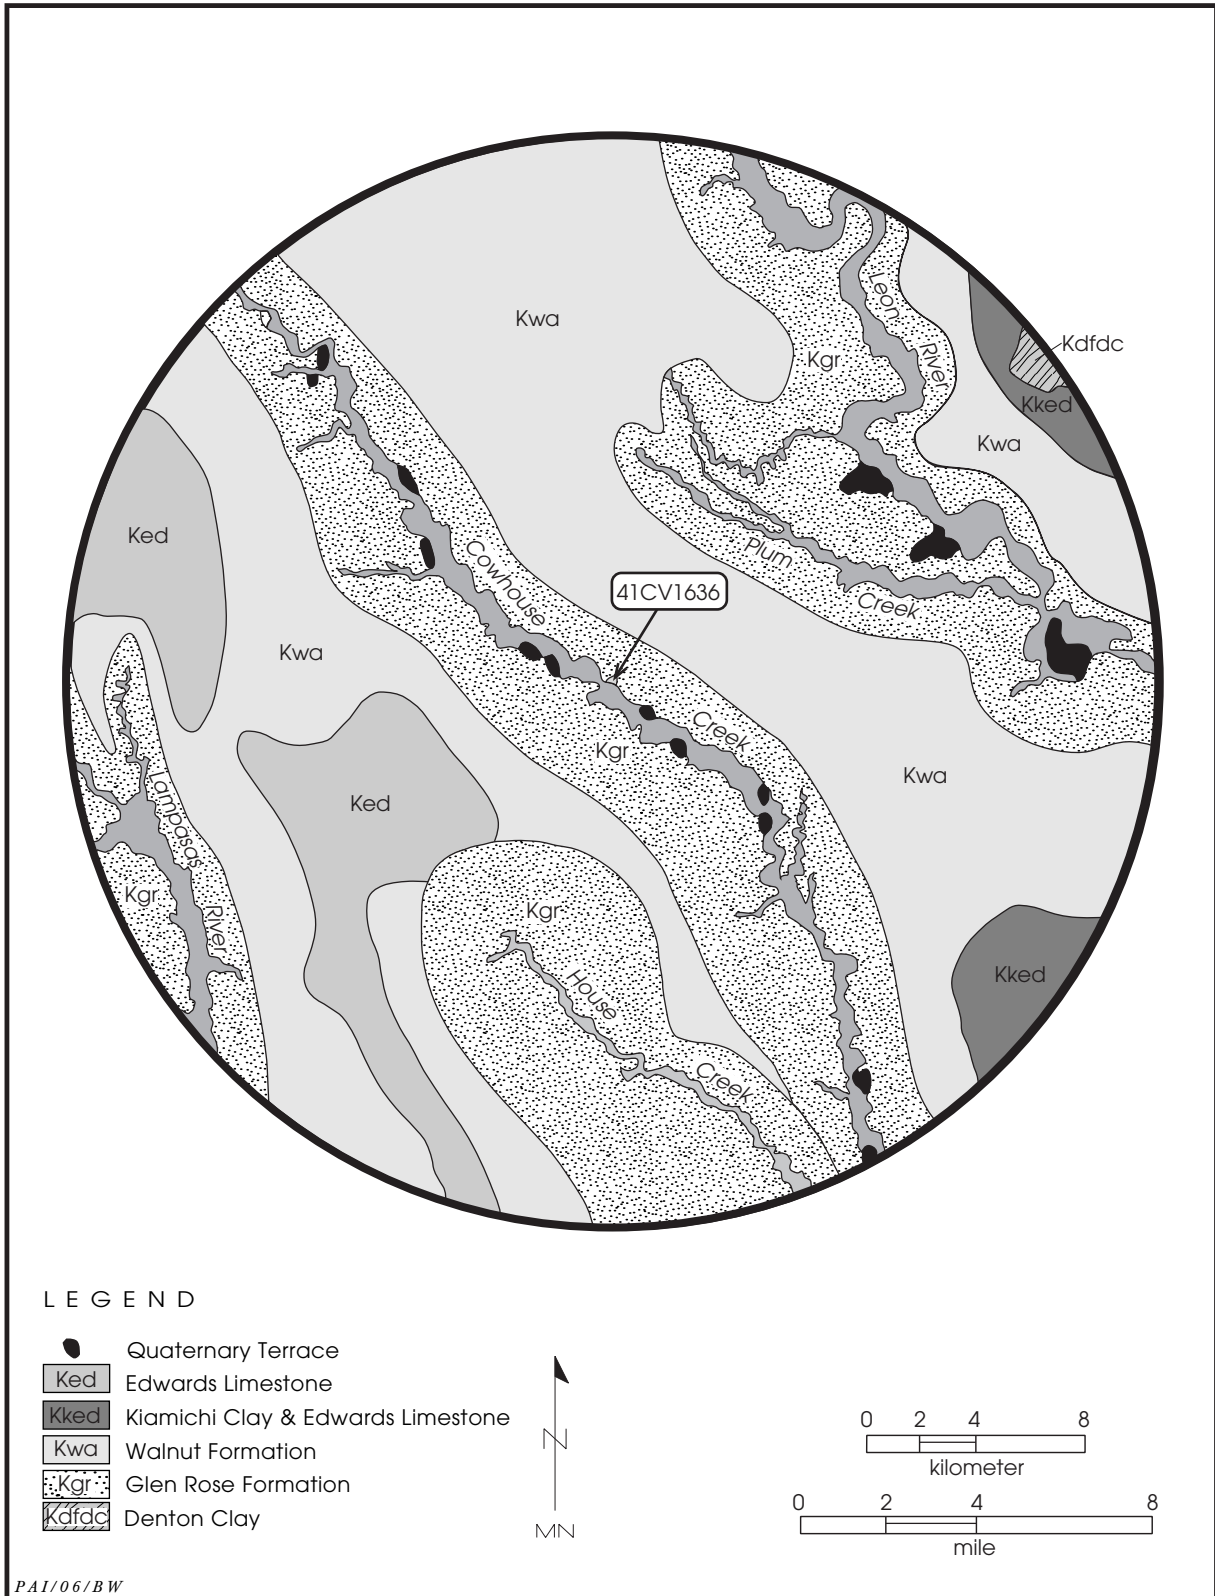 Leon
River
Kwa
Kdfdc
Kgr
Kked
Kwa
Ked
Cowhouse
Plum
41CV1636
Creek
Kwa
Creek
Kgr
Kwa
Lampasas
Ked
Kgr
River
Kgr
House
Kked
Creek
LEGEND
Quaternary Terrace
Ked Edwards Limestone
Kked Kiamichi Clay & Edwards Limestone
Kwa Walnut Formation
Kgr Glen Rose Formation
Kdfdc Denton Clay
N
MN
0 2 4 8
kilometer
0 2 4 8
mile
PAI/06/BW